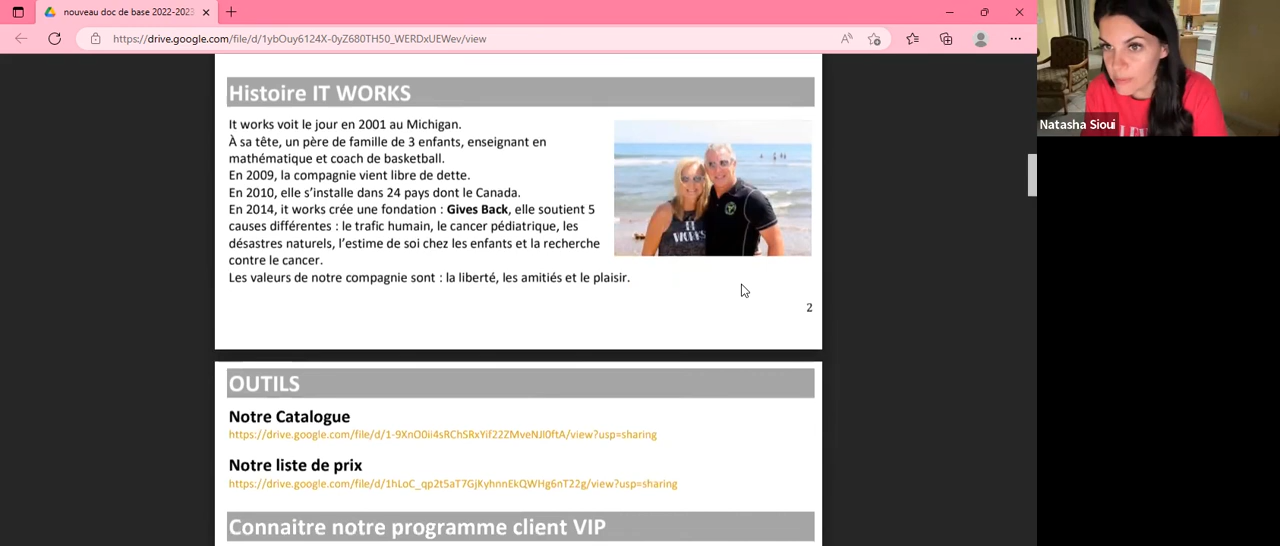 nouveau doc de base 2022-2023
https://drive.google.com/file/d/1ybOuy6124X-0yZ680TH50_WERDxUEWev/view
Natasha Sioui
Histoire IT WORKS
It works voit le jour en 2001 au Michigan.
À sa tête, un père de famille de 3 enfants, enseignant en
mathématique et coach de basketball.
En 2009, la compagnie vient libre de dette.
En 2010, elle s'installe dans 24 pays dont le Canada.
En 2014, it works crée une fondation : Gives Back, elle soutient 5
causes différentes : le trafic humain, le cancer pédiatrique, les
désastres naturels, l'estime de soi chez les enfants et la recherche
contre le cancer.
Les valeurs de notre compagnie sont : la liberté, les amitiés et le plaisir.
IT
WORKS
2
OUTILS
Notre Catalogue
https://drive.google.com/file/d/1-9XnO0ii4sRChSRxYif22ZMveNJl0ftA/view?usp=sharing
Notre liste de prix
https://drive.google.com/file/d/1hLoC_qp2t5aT7GjKyhnnEkQWHg6nT22g/view?usp=sharing
Connaitre notre programme client VIP